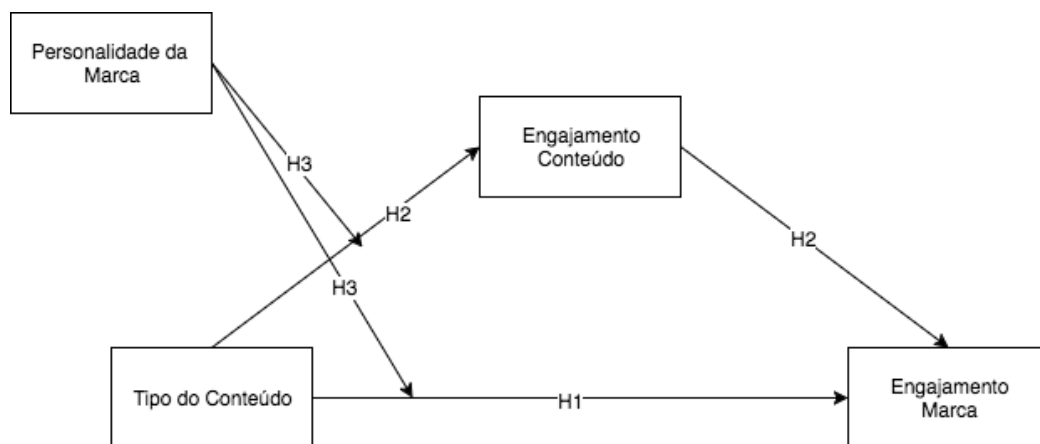 Personalidade da
Marca
Engajamento
Conteúdo
H3
H2
H2
H3
Tipo do Conteúdo
H1
Engajamento
Marca